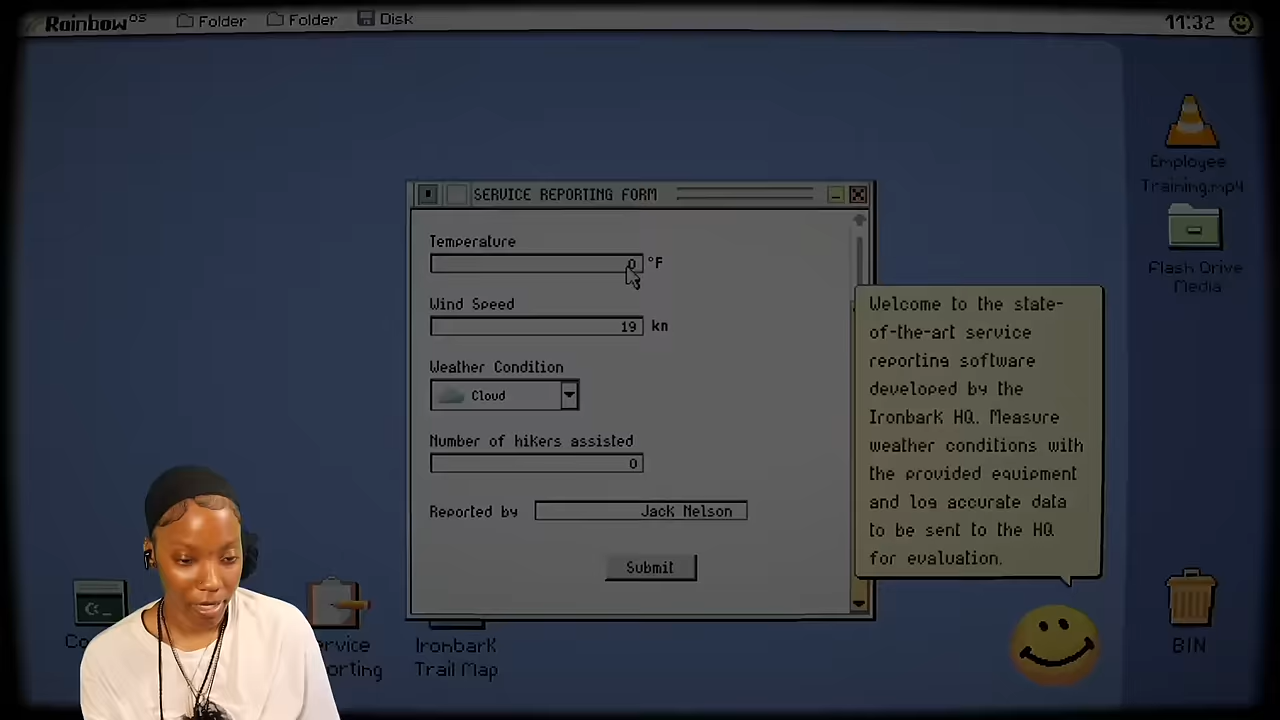 Rainbow OS Folder Folder Disk 11:32
Employee
Training.mp4
Flash Drive
Media
SERVICE REPORTING FORM
Temperature
0 °F
Wind Speed
19 kn
Weather Condition
Cloud
Number of hikers assisted
0
Reported by Jack Nelson
Submit
Welcome to the state-
of-the-art service
reporting software
developed by the
Ironbark HQ. Measure
weather conditions with
the provided equipment
and log accurate data
to be sent to the HQ
for evaluation.
Ironbark
Trail Map
BIN